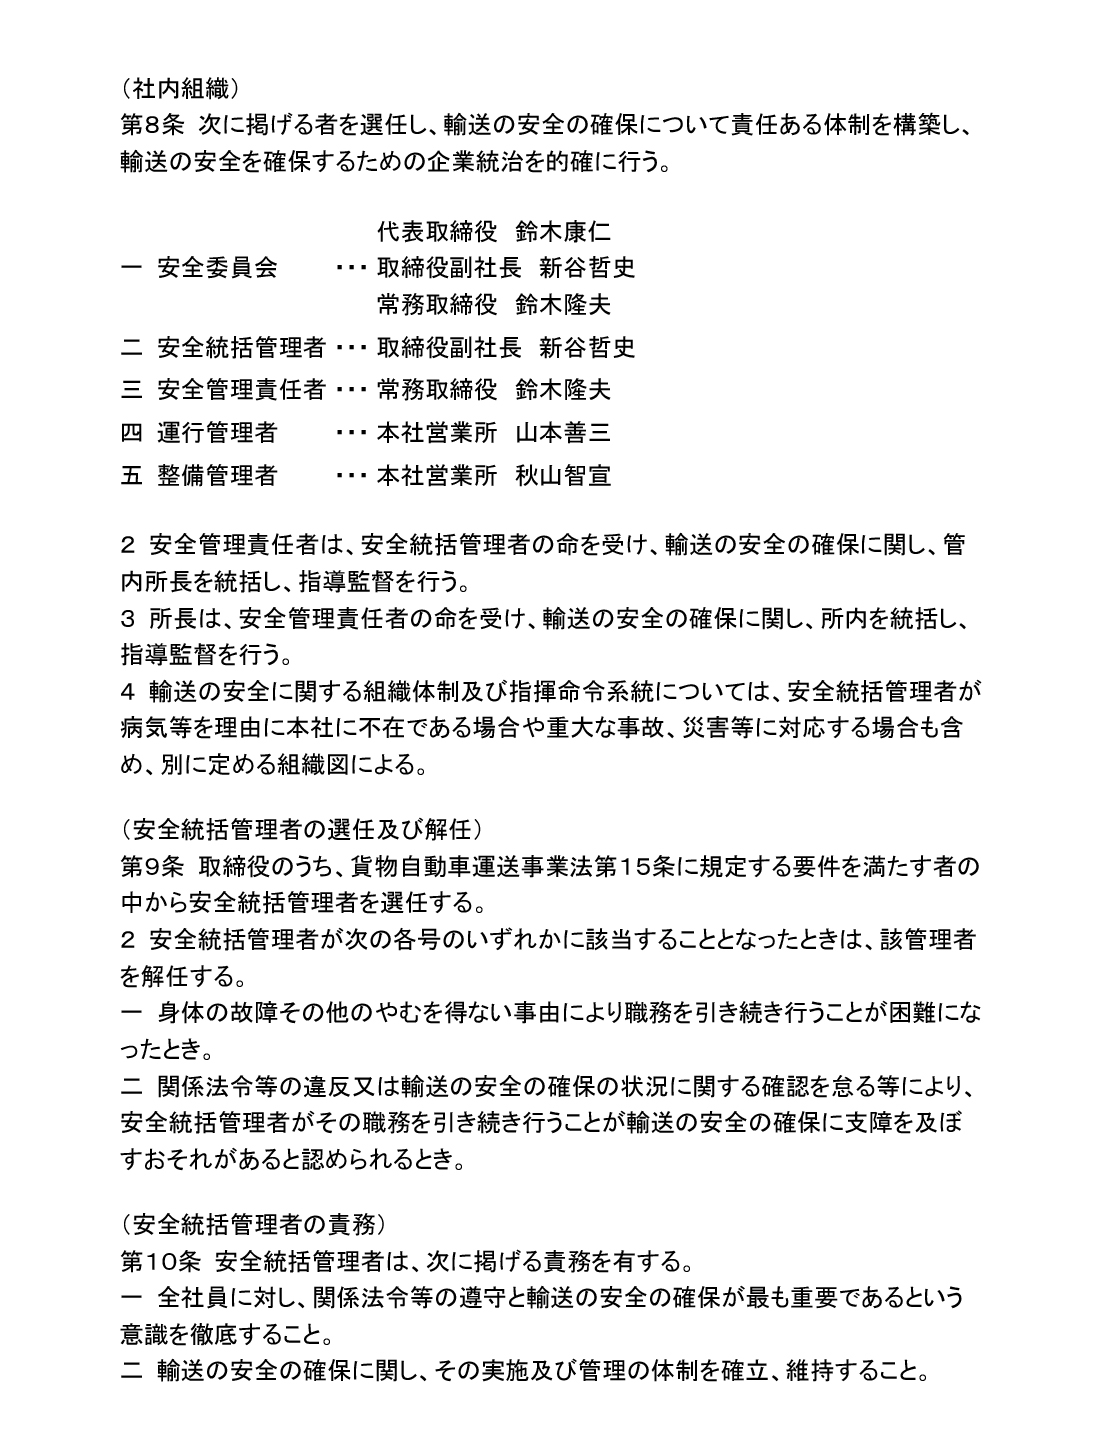 （社内組織）
第８条 次に掲げる者を選任し、輸送の安全の確保について責任ある体制を構築し、
輸送の安全を確保するための企業統治を的確に行う。
代表取締役 鈴木康仁
一 安全委員会 ･･･ 取締役副社長 新谷哲史
常務取締役 鈴木隆夫
二 安全統括管理者 ･･･ 取締役副社長 新谷哲史
三 安全管理責任者 ･･･ 常務取締役 鈴木隆夫
四 運行管理者 ･･･ 本社営業所 山本善三
五 整備管理者 ･･･ 本社営業所 秋山智宣
２ 安全管理責任者は、安全統括管理者の命を受け、輸送の安全の確保に関し、管
内所長を統括し、指導監督を行う。
３ 所長は、安全管理責任者の命を受け、輸送の安全の確保に関し、所内を統括し、
指導監督を行う。
４ 輸送の安全に関する組織体制及び指揮命令系統については、安全統括管理者が
病気等を理由に本社に不在である場合や重大な事故、災害等に対応する場合も含
め、別に定める組織図による。
（安全統括管理者の選任及び解任）
第９条 取締役のうち、貨物自動車運送事業法第１５条に規定する要件を満たす者の
中から安全統括管理者を選任する。
２ 安全統括管理者が次の各号のいずれかに該当することとなったときは、該管理者
を解任する。
一 身体の故障その他のやむを得ない事由により職務を引き続き行うことが困難にな
ったとき。
二 関係法令等の違反又は輸送の安全の確保の状況に関する確認を怠る等により、
安全統括管理者がその職務を引き続き行うことが輸送の安全の確保に支障を及ぼ
すおそれがあると認められるとき。
（安全統括管理者の責務）
第１０条 安全統括管理者は、次に掲げる責務を有する。
一 全社員に対し、関係法令等の遵守と輸送の安全の確保が最も重要であるという
意識を徹底すること。
二 輸送の安全の確保に関し、その実施及び管理の体制を確立、維持すること。